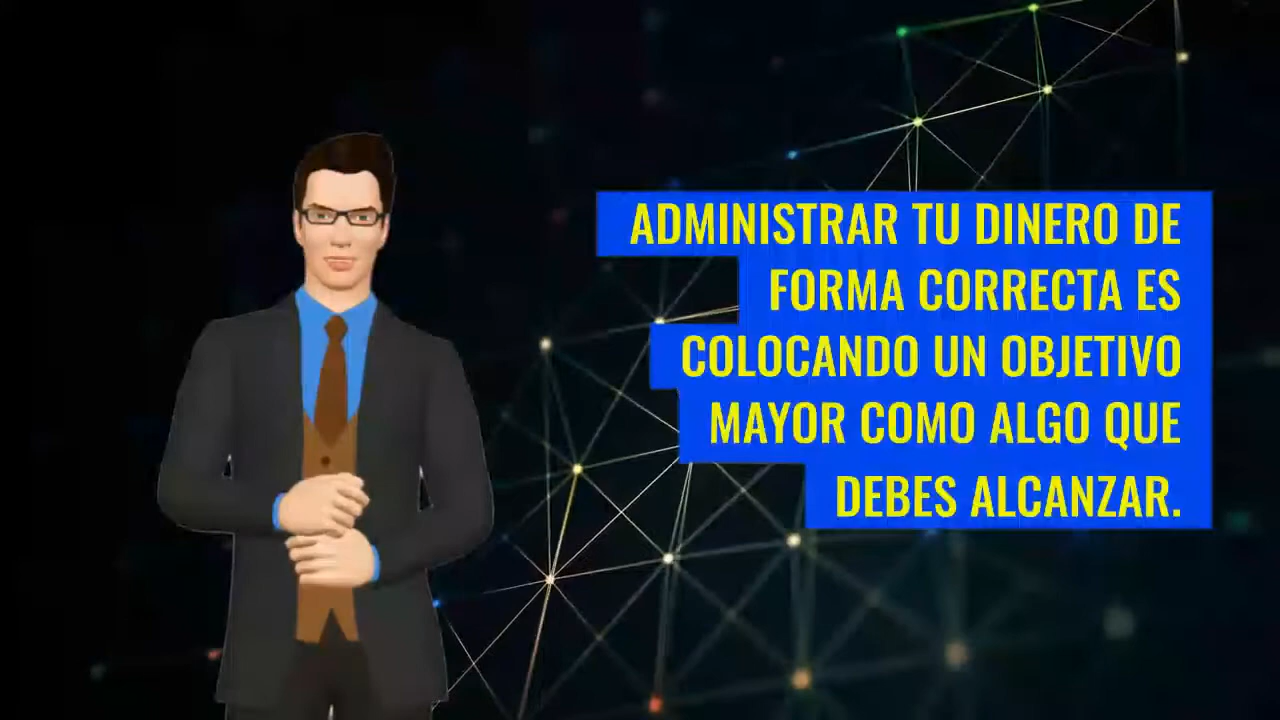 ADMINISTRAR TU DINERO DE
FORMA CORRECTA ES
COLOCANDO UN OBJETIVO
MAYOR COMO ALGO QUE
DEBES ALCANZAR.